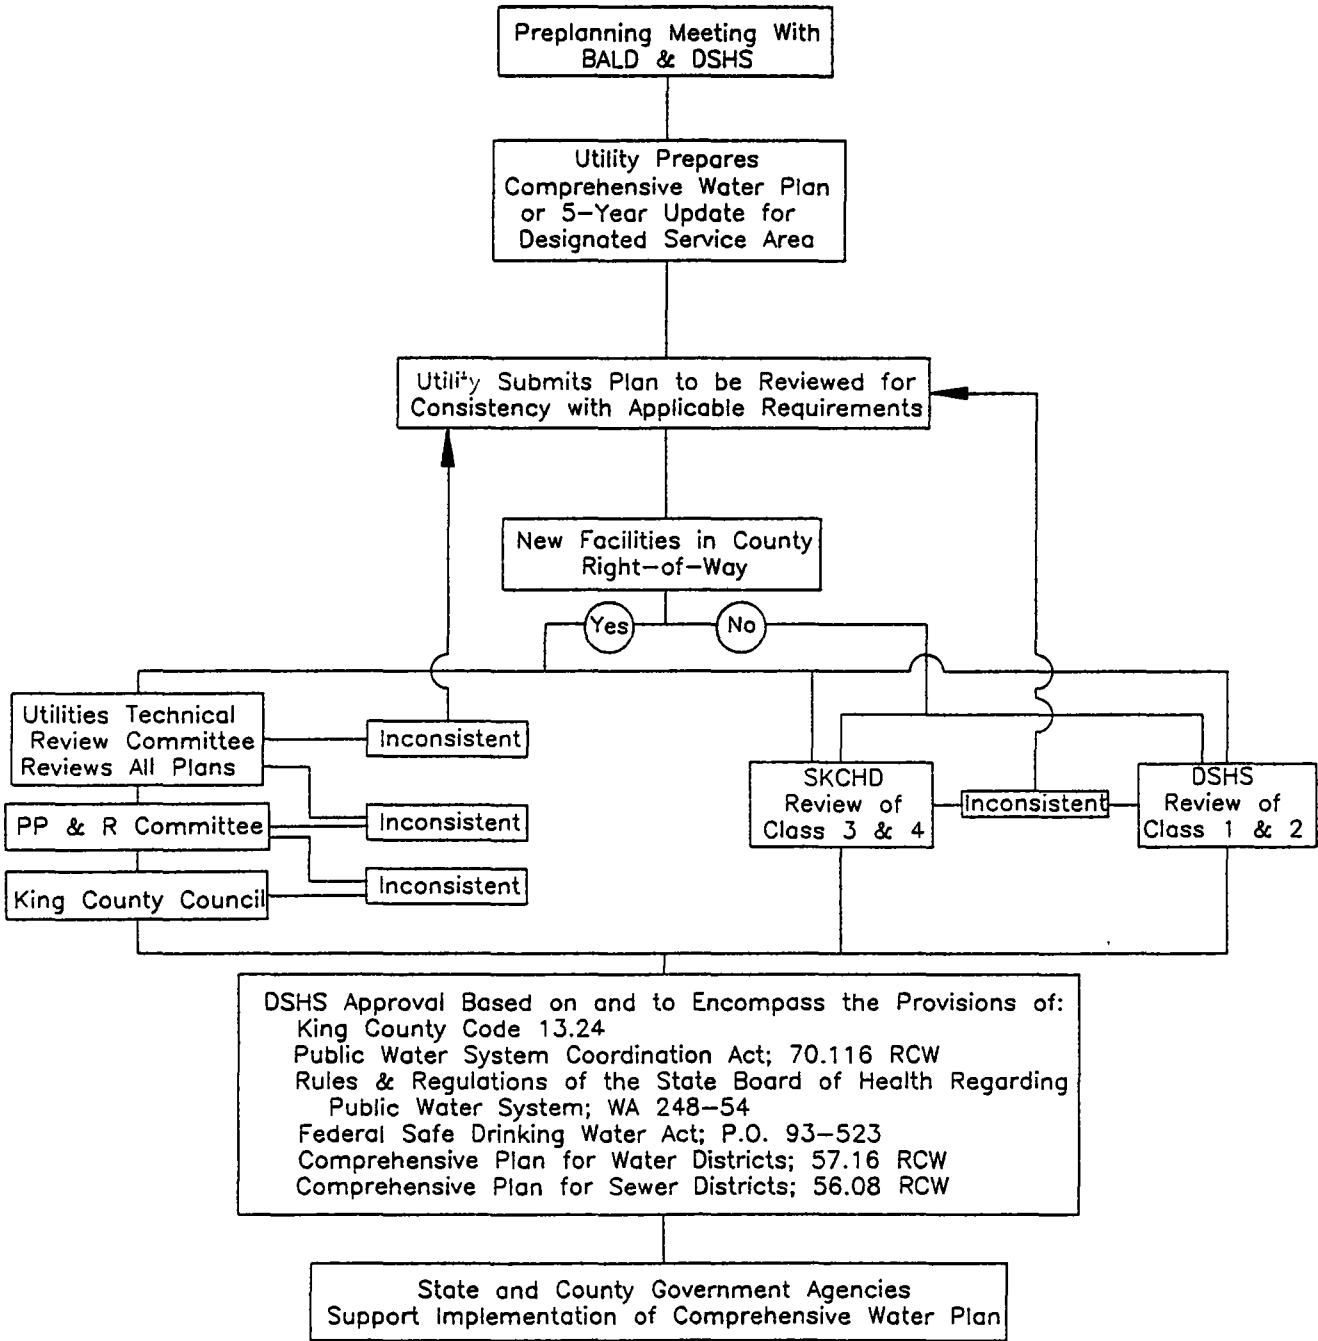 Preplanning Meeting With
BALD & DSHS
Utility Prepares
Comprehensive Water Plan
or 5-Year Update for
Designated Service Area
Utility Submits Plan to be Reviewed for
Consistency with Applicable Requirements
New Facilities in County
Right-of-Way
Yes
No
Utilities Technical
Review Committee
Reviews All Plans
Inconsistent
PP & R Committee
Inconsistent
King County Council
Inconsistent
SKCHD
Review of
Class 3 & 4
Inconsistent
DSHS
Review of
Class 1 & 2
DSHS Approval Based on and to Encompass the Provisions of:
King County Code 13.24
Public Water System Coordination Act; 70.116 RCW
Rules & Regulations of the State Board of Health Regarding
Public Water System; WA 248-54
Federal Safe Drinking Water Act; P.O. 93-523
Comprehensive Plan for Water Districts; 57.16 RCW
Comprehensive Plan for Sewer Districts; 56.08 RCW
State and County Government Agencies
Support Implementation of Comprehensive Water Plan